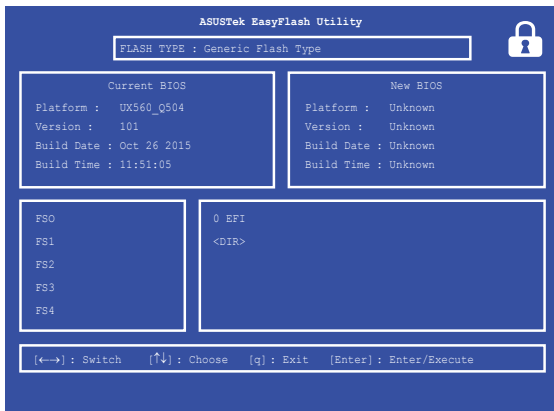 ASUSTek EasyFlash Utility
FLASH TYPE : Generic Flash Type
Current BIOS
Platform : UX560_Q504
Version : 101
Build Date : Oct 26 2015
Build Time : 11:51:05
New BIOS
Platform : Unknown
Version : Unknown
Build Date : Unknown
Build Time : Unknown
FSO
FS1
FS2
FS3
FS4
0 EFI
<DIR>
[←→] : Switch [↑↓] : Choose [q] : Exit [Enter] : Enter/Execute